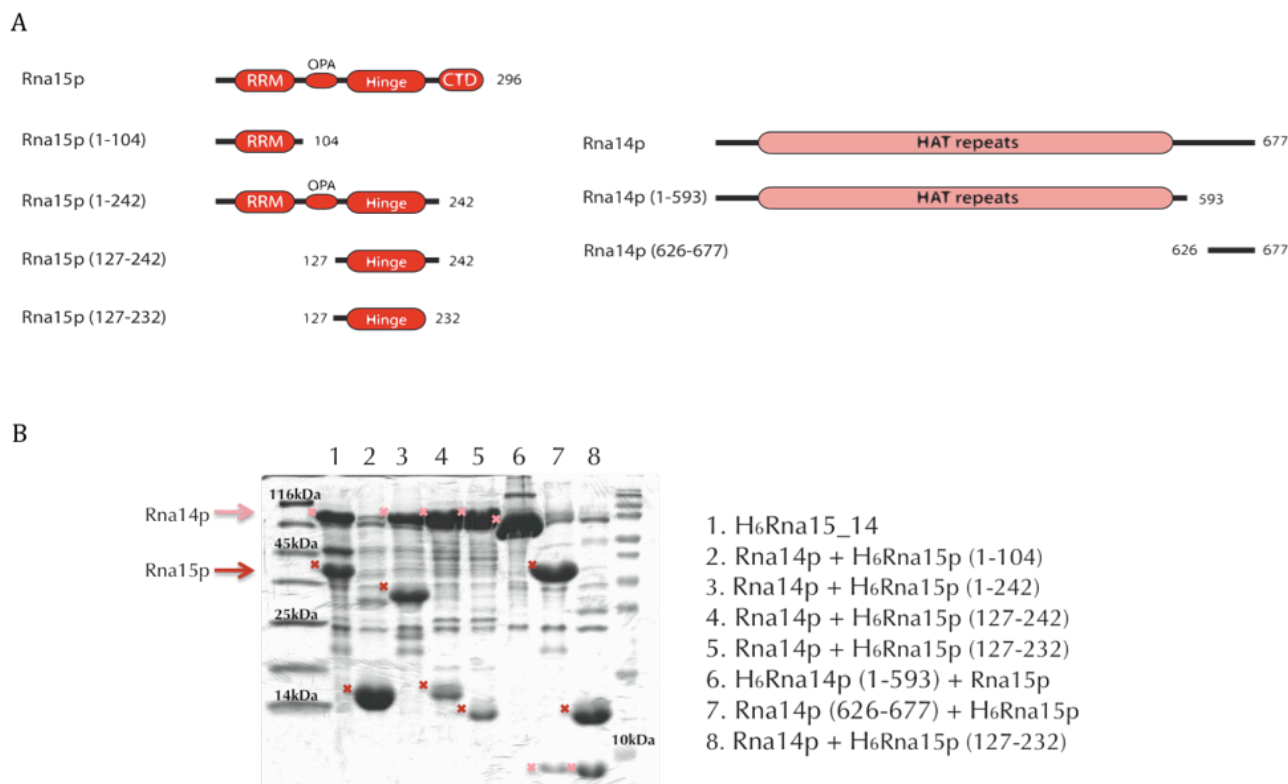 A
Rna15p RRM OPA Hinge CTD 296
Rna15p (1-104) RRM 104
Rna15p (1-242) RRM OPA Hinge 242
Rna15p (127-242) 127 Hinge 242
Rna15p (127-232) 127 Hinge 232
Rna14p HAT repeats 677
Rna14p (1-593) HAT repeats 593
Rna14p (626-677) 626 677
B
1 2 3 4 5 6 7 8
116kDa
Rna14p
45kDa
Rna15p
25kDa
14kDa
10kDa
1. H₆Rna15_14
2. Rna14p + H₆Rna15p (1-104)
3. Rna14p + H₆Rna15p (1-242)
4. Rna14p + H₆Rna15p (127-242)
5. Rna14p + H₆Rna15p (127-232)
6. H₆Rna14p (1-593) + Rna15p
7. Rna14p (626-677) + H₆Rna15p
8. Rna14p + H₆Rna15p (127-232)